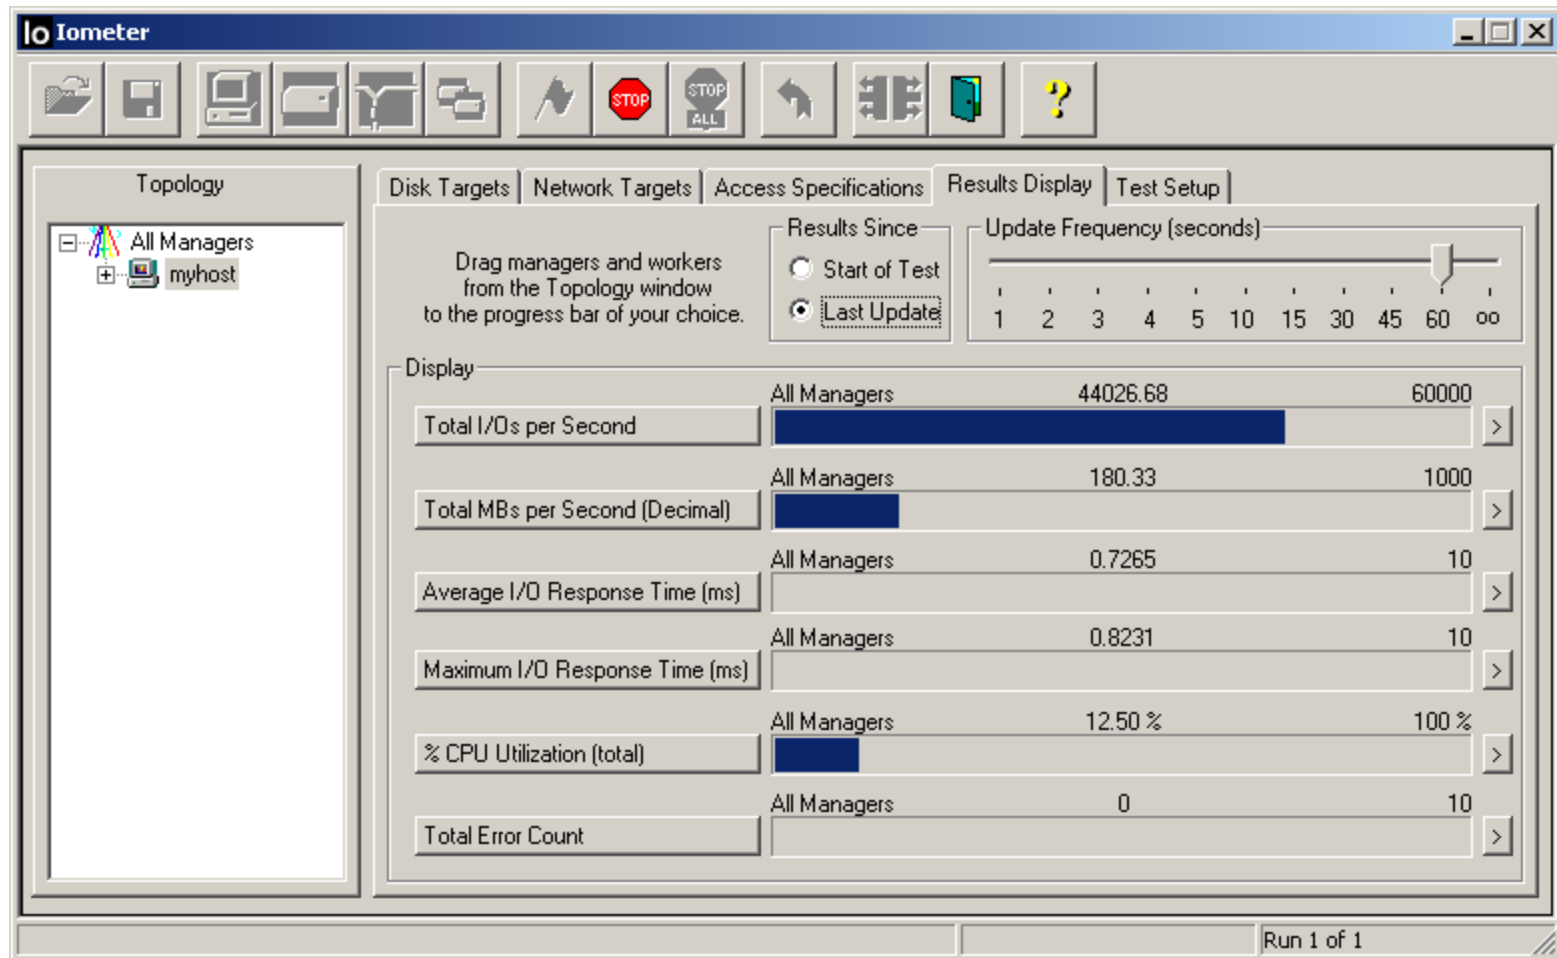 Iometer
STOP
STOP
ALL
Topology
All Managers
myhost
Disk Targets
Network Targets
Access Specifications
Results Display
Test Setup
Drag managers and workers
from the Topology window
to the progress bar of your choice.
Results Since
Start of Test
Last Update
Update Frequency (seconds)
1 2 3 4 5 10 15 30 45 60 oo
Display
All Managers 44026.68 60000
Total I/Os per Second >
All Managers 180.33 1000
Total MBs per Second (Decimal) >
All Managers 0.7265 10
Average I/O Response Time (ms) >
All Managers 0.8231 10
Maximum I/O Response Time (ms) >
All Managers 12.50 % 100 %
% CPU Utilization (total) >
All Managers 0 10
Total Error Count >
Run 1 of 1